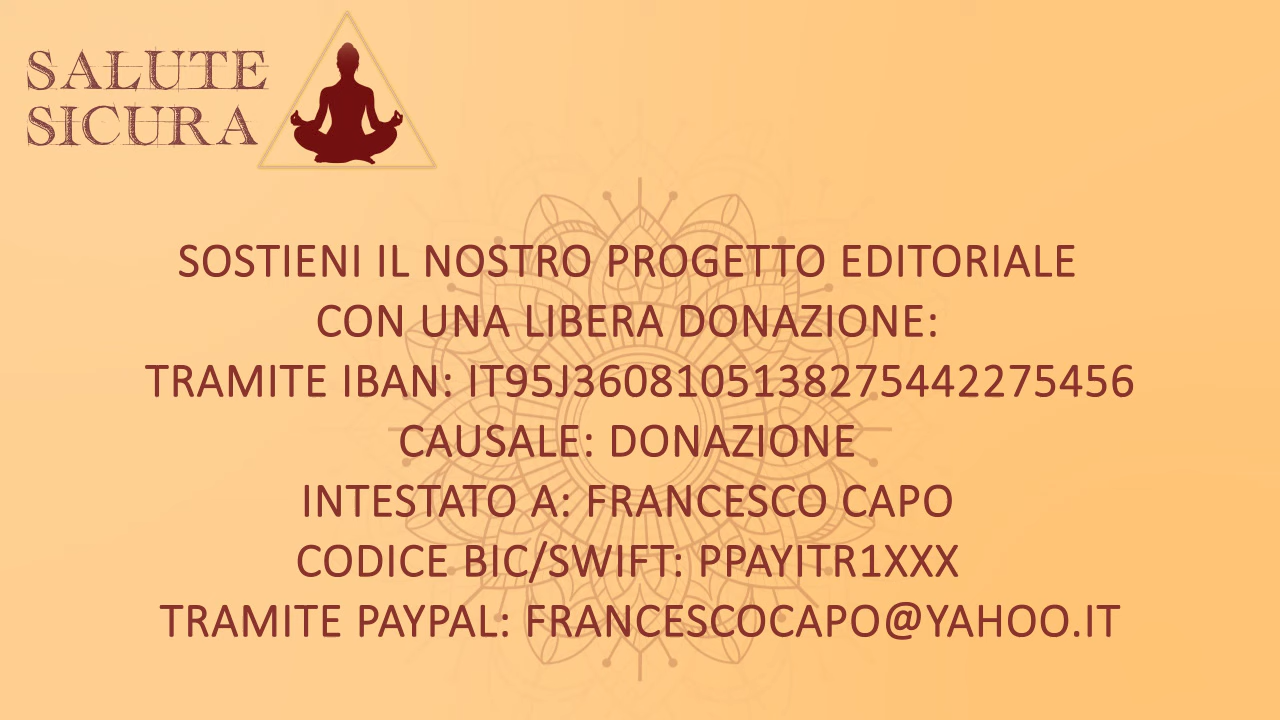 SALUTE
SICURA
SOSTIENI IL NOSTRO PROGETTO EDITORIALE
CON UNA LIBERA DONAZIONE:
TRAMITE IBAN: IT95J3608105138275442275456
CAUSALE: DONAZIONE
INTESTATO A: FRANCESCO CAPO
CODICE BIC/SWIFT: PPAYITR1XXX
TRAMITE PAYPAL: FRANCESCOCAPO@YAHOO.IT